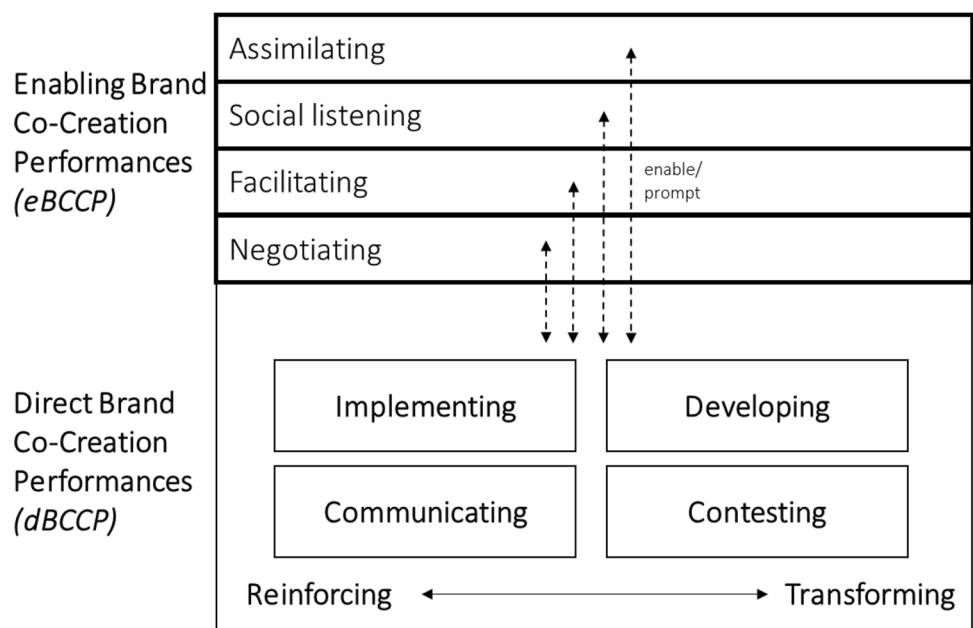 Enabling Brand
Co-Creation
Performances
(eBCCP)
Assimilating
Social listening
Facilitating
Negotiating
enable/
prompt
Direct Brand
Co-Creation
Performances
(dBCCP)
Implementing
Developing
Communicating
Contesting
Reinforcing
Transforming